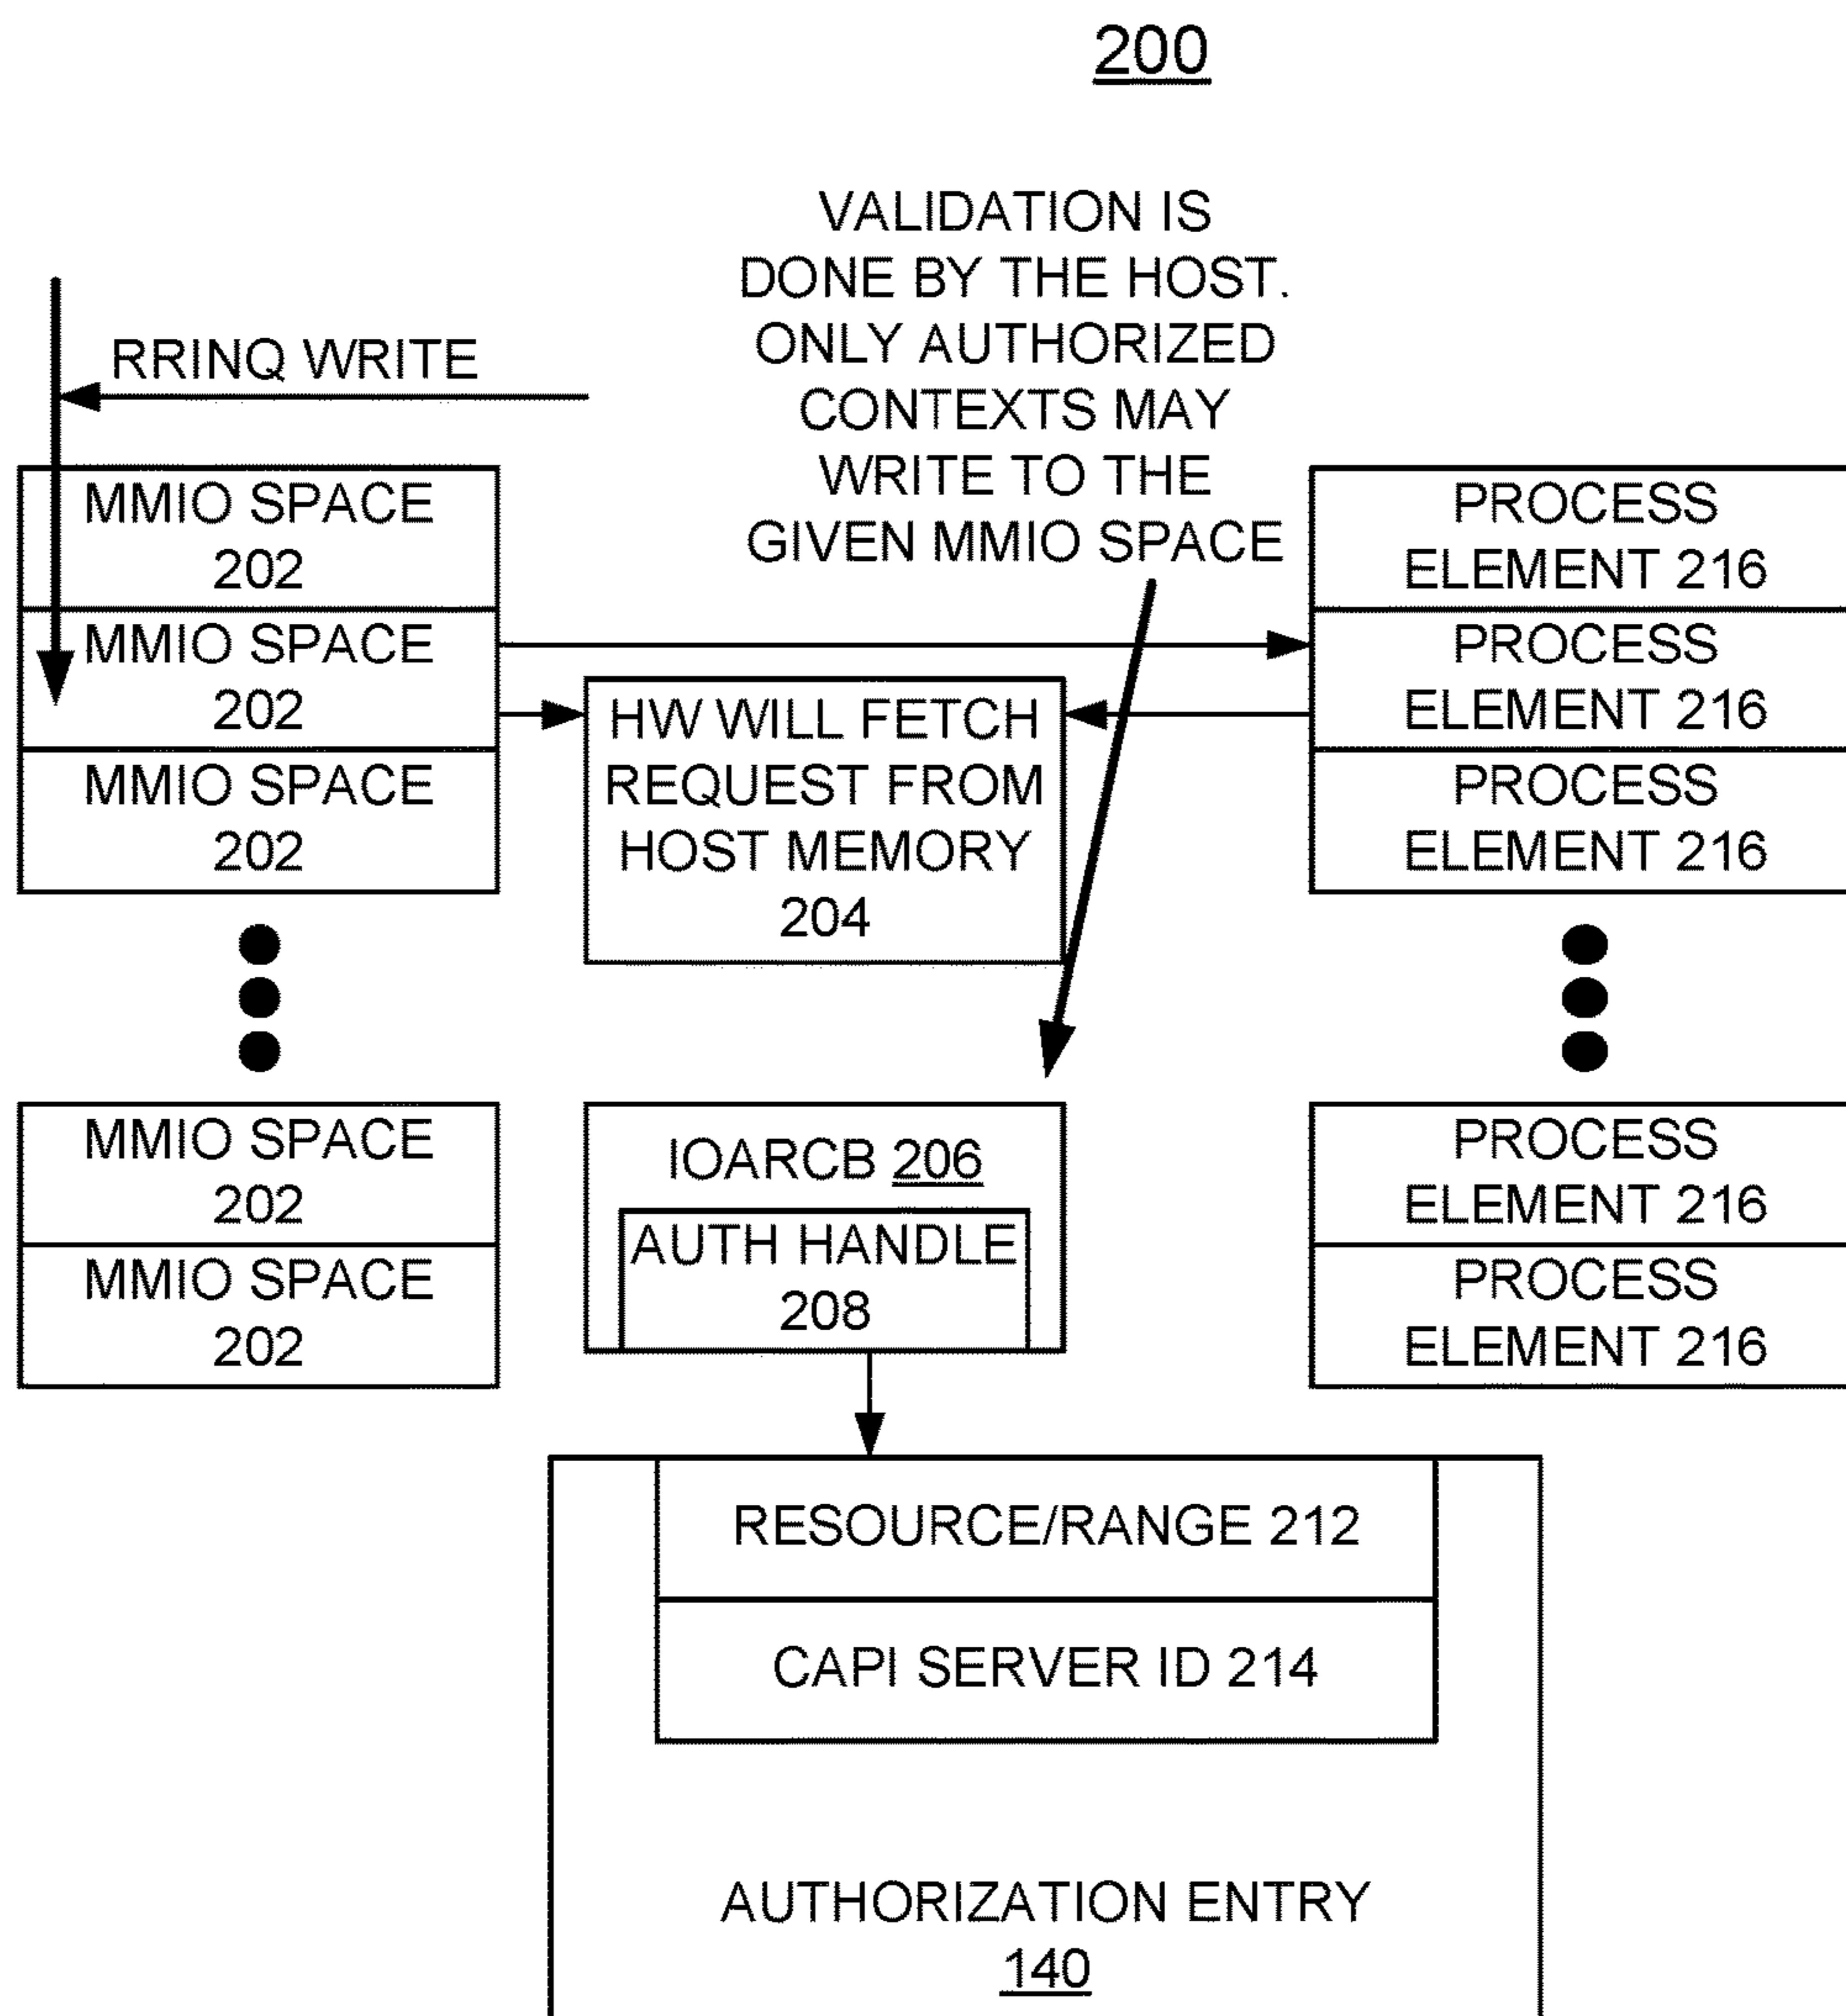 200
VALIDATION IS
DONE BY THE HOST.
ONLY AUTHORIZED
CONTEXTS MAY
WRITE TO THE
GIVEN MMIO SPACE
RRINQ WRITE
MMIO SPACE
202
MMIO SPACE
202
MMIO SPACE
202
HW WILL FETCH
REQUEST FROM
HOST MEMORY
204
PROCESS
ELEMENT 216
PROCESS
ELEMENT 216
PROCESS
ELEMENT 216
MMIO SPACE
202
MMIO SPACE
202
IOARCB 206
AUTH HANDLE
208
PROCESS
ELEMENT 216
PROCESS
ELEMENT 216
RESOURCE/RANGE 212
CAPI SERVER ID 214
AUTHORIZATION ENTRY
140